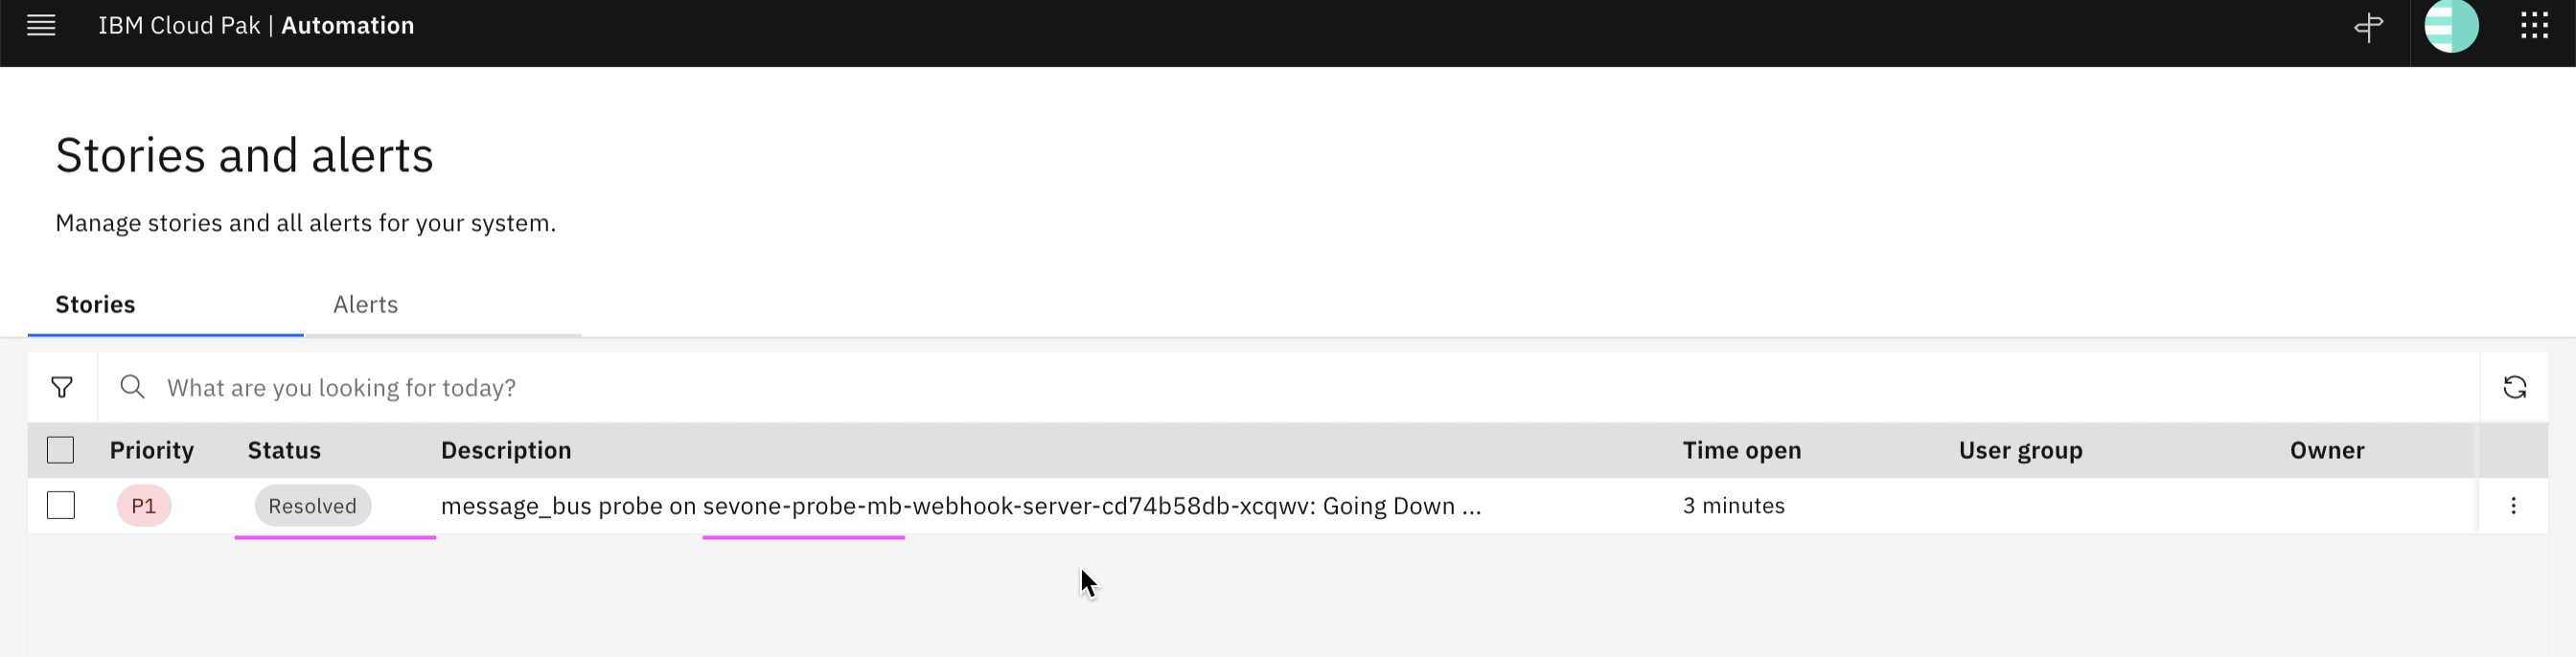 IBM Cloud Pak | Automation
Stories and alerts
Manage stories and all alerts for your system.
Stories Alerts
What are you looking for today?
Priority Status Description Time open User group Owner
P1 Resolved message_bus probe on sevone-probe-mb-webhook-server-cd74b58db-xcqwv: Going Down ... 3 minutes